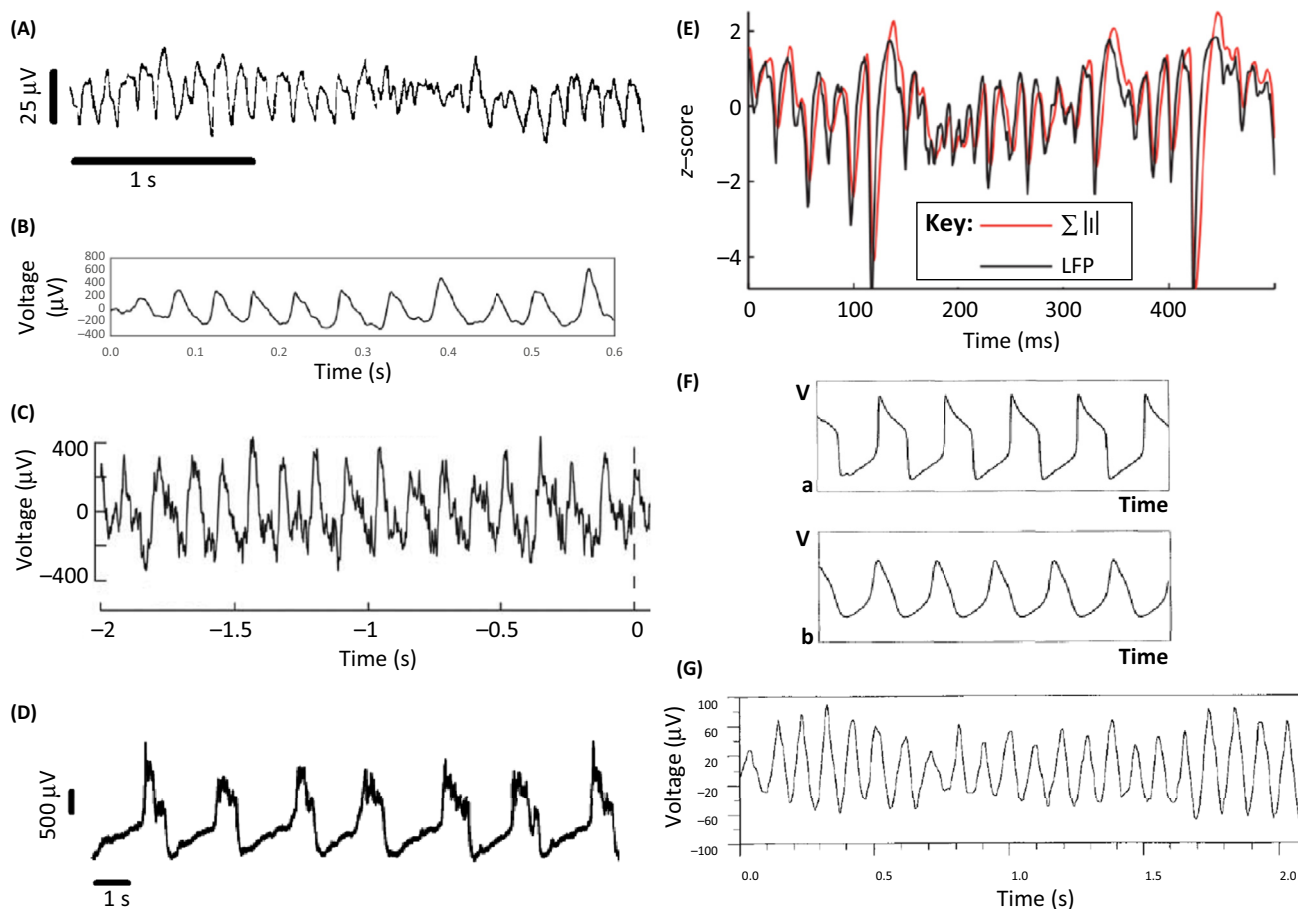 (A)
25 µV
1 s
(B)
Voltage
(µV)
800
600
400
200
0
−200
−400
0.0 0.1 0.2 0.3 0.4 0.5 0.6
Time (s)
(C)
Voltage (µV)
400
0
−400
−2 −1.5 −1 −0.5 0
Time (s)
(D)
500 µV
1 s
(E)
z–score
2
0
−2
−4
Key: ∑ |I|
LFP
0 100 200 300 400
Time (ms)
(F)
V
a
Time
V
b
Time
(G)
Voltage (µV)
100
60
20
−20
−60
−100
0.0 0.5 1.0 1.5 2.0
Time (s)